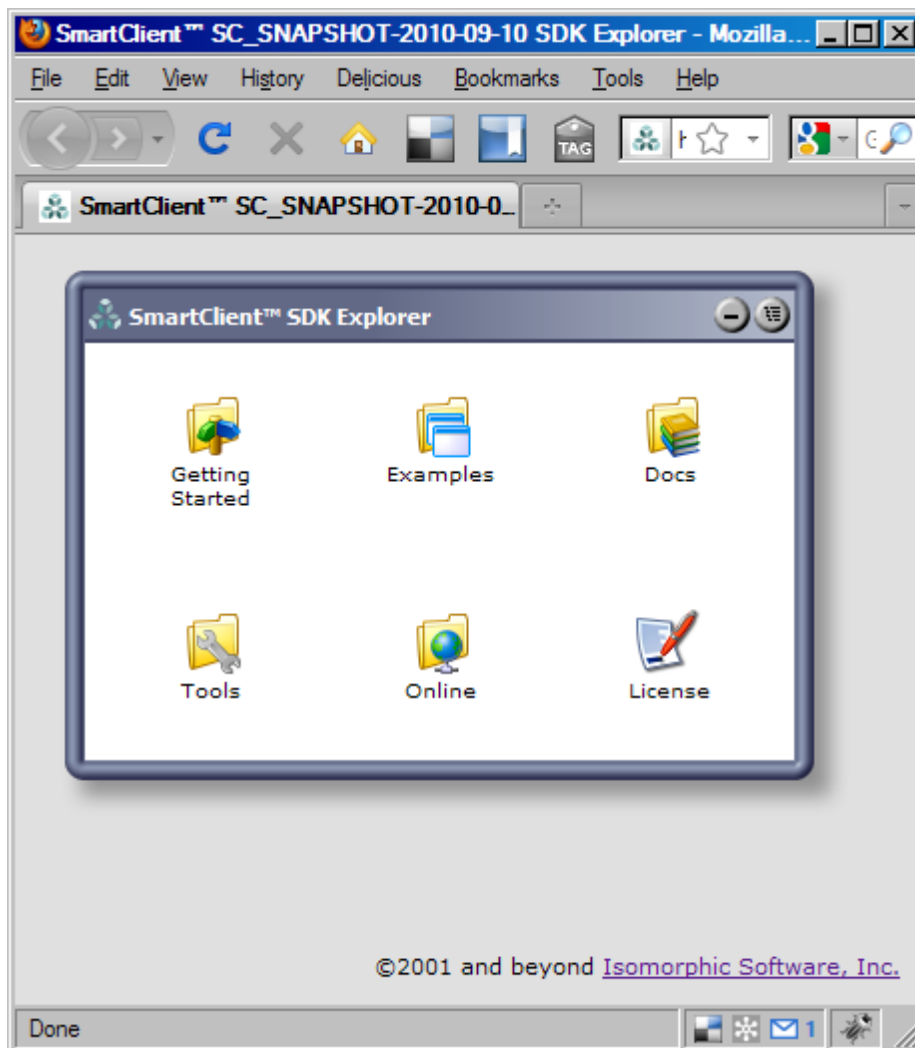 SmartClient™ SC_SNAPSHOT-2010-09-10 SDK Explorer - Mozilla...
File Edit View History Delicious Bookmarks Tools Help
TAG
SmartClient™ SC_SNAPSHOT-2010-0...
SmartClient™ SDK Explorer
Getting
Started
Examples
Docs
Tools
Online
License
©2001 and beyond Isomorphic Software, Inc.
Done
1